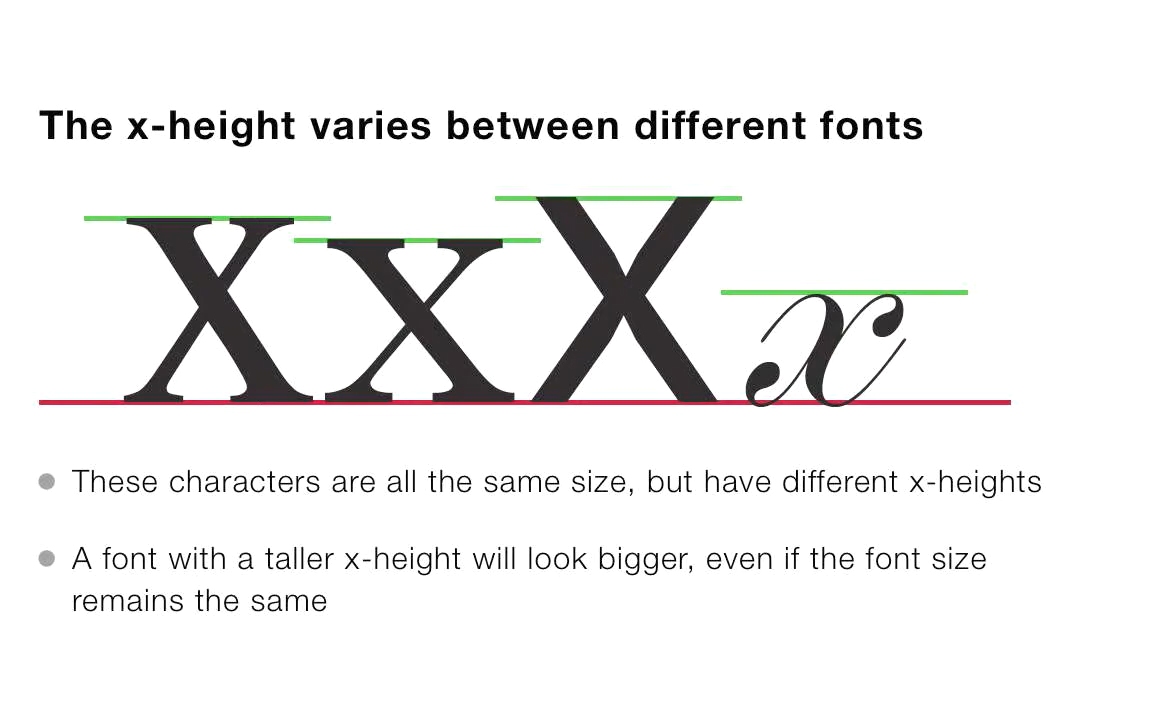 The x-height varies between different fonts
x x x x
These characters are all the same size, but have different x-heights
A font with a taller x-height will look bigger, even if the font size
remains the same